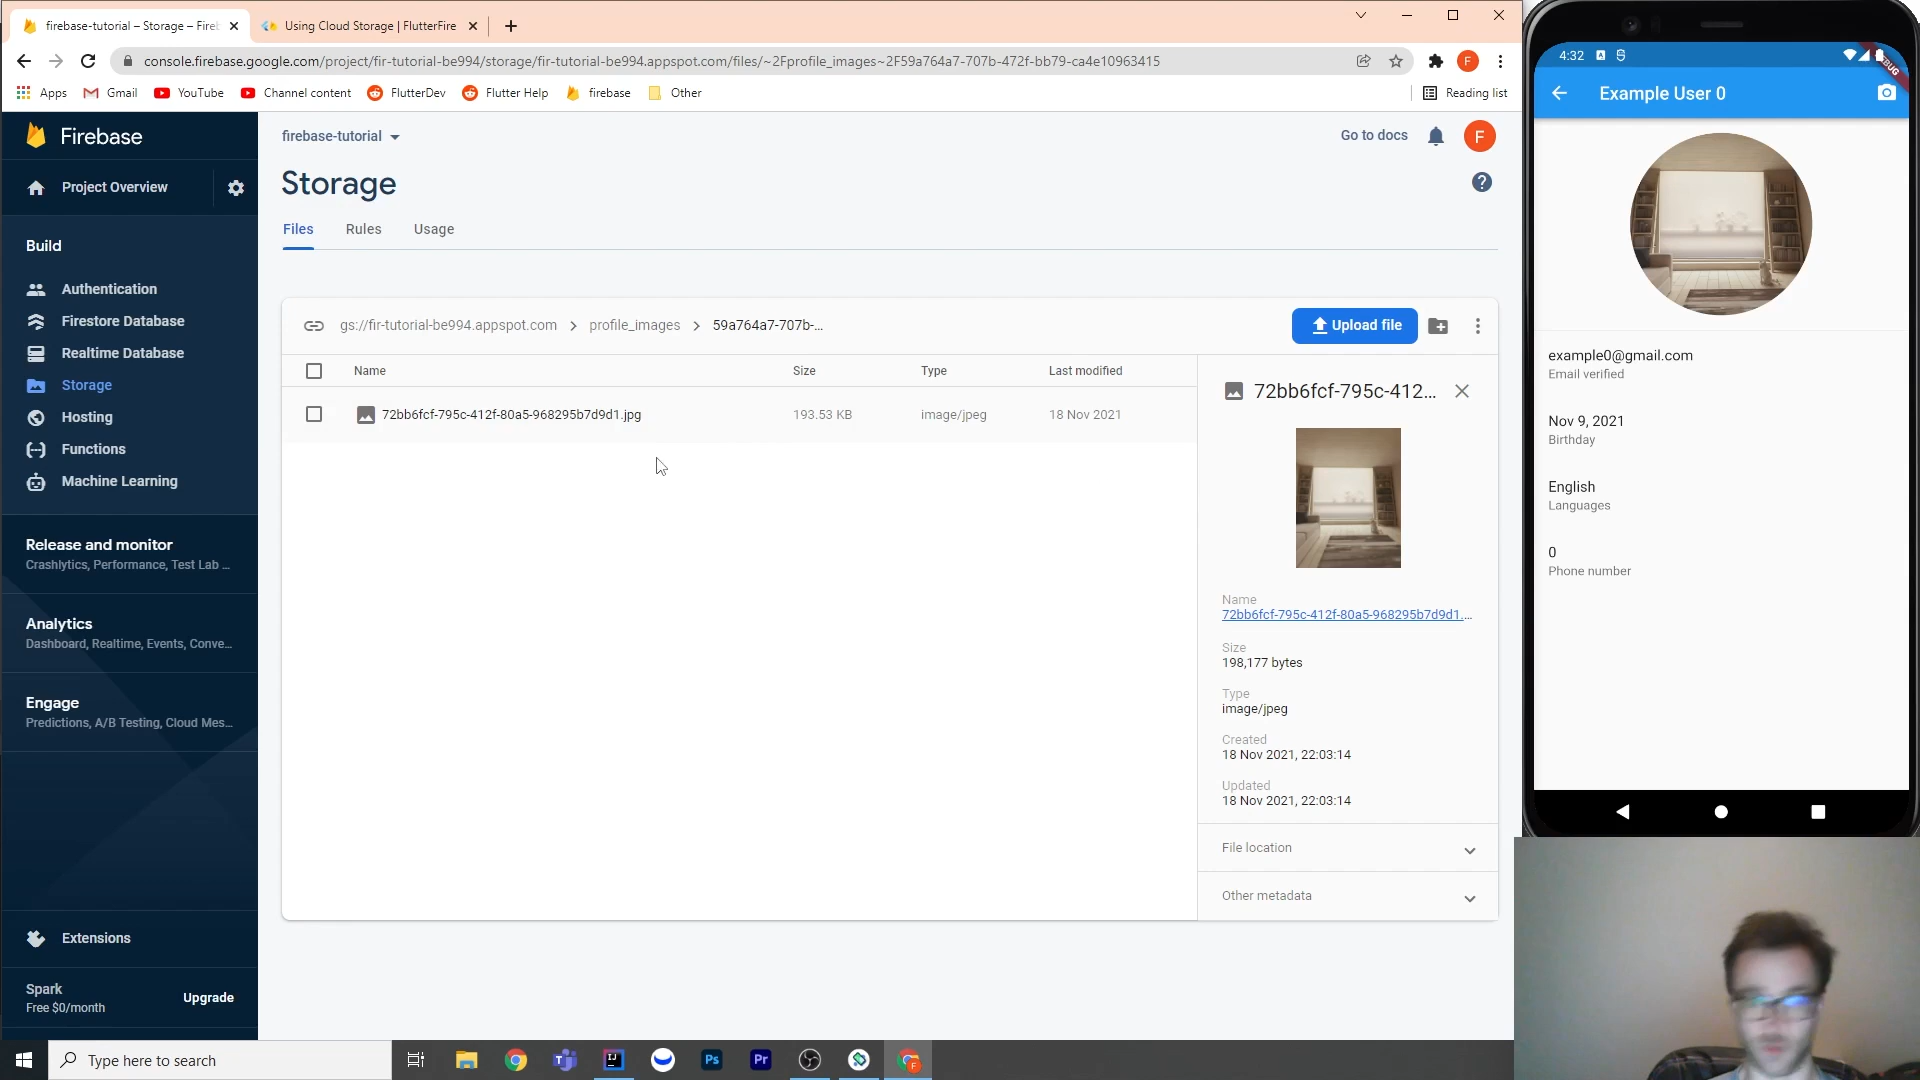 firebase-tutorial – Storage – Fireb
Using Cloud Storage | FlutterFire
console.firebase.google.com/project/fir-tutorial-be994/storage/fir-tutorial-be994.appspot.com/files/~2Fprofile_images~2F59a764a7-707b-472f-bb79-ca4e10963415
F
Apps
Gmail
YouTube
Channel content
FlutterDev
Flutter Help
firebase
Other
Reading list
Firebase
Project Overview
Build
Authentication
Firestore Database
Realtime Database
Storage
Hosting
Functions
Machine Learning
Release and monitor
Crashlytics, Performance, Test Lab ...
Analytics
Dashboard, Realtime, Events, Conve...
Engage
Predictions, A/B Testing, Cloud Mes...
Extensions
Spark
Free $0/month
Upgrade
firebase-tutorial
Go to docs
F
Storage
?
Files
Rules
Usage
gs://fir-tutorial-be994.appspot.com
profile_images
59a764a7-707b-...
Upload file
Name
Size
Type
Last modified
72bb6fcf-795c-412f-80a5-968295b7d9d1.jpg
193.53 KB
image/jpeg
18 Nov 2021
72bb6fcf-795c-412...
Name
72bb6fcf-795c-412f-80a5-968295b7d9d1....
Size
198,177 bytes
Type
image/jpeg
Created
18 Nov 2021, 22:03:14
Updated
18 Nov 2021, 22:03:14
File location
Other metadata
4:32
Example User 0
example0@gmail.com
Email verified
Nov 9, 2021
Birthday
English
Languages
0
Phone number
Type here to search
Ps
Pr